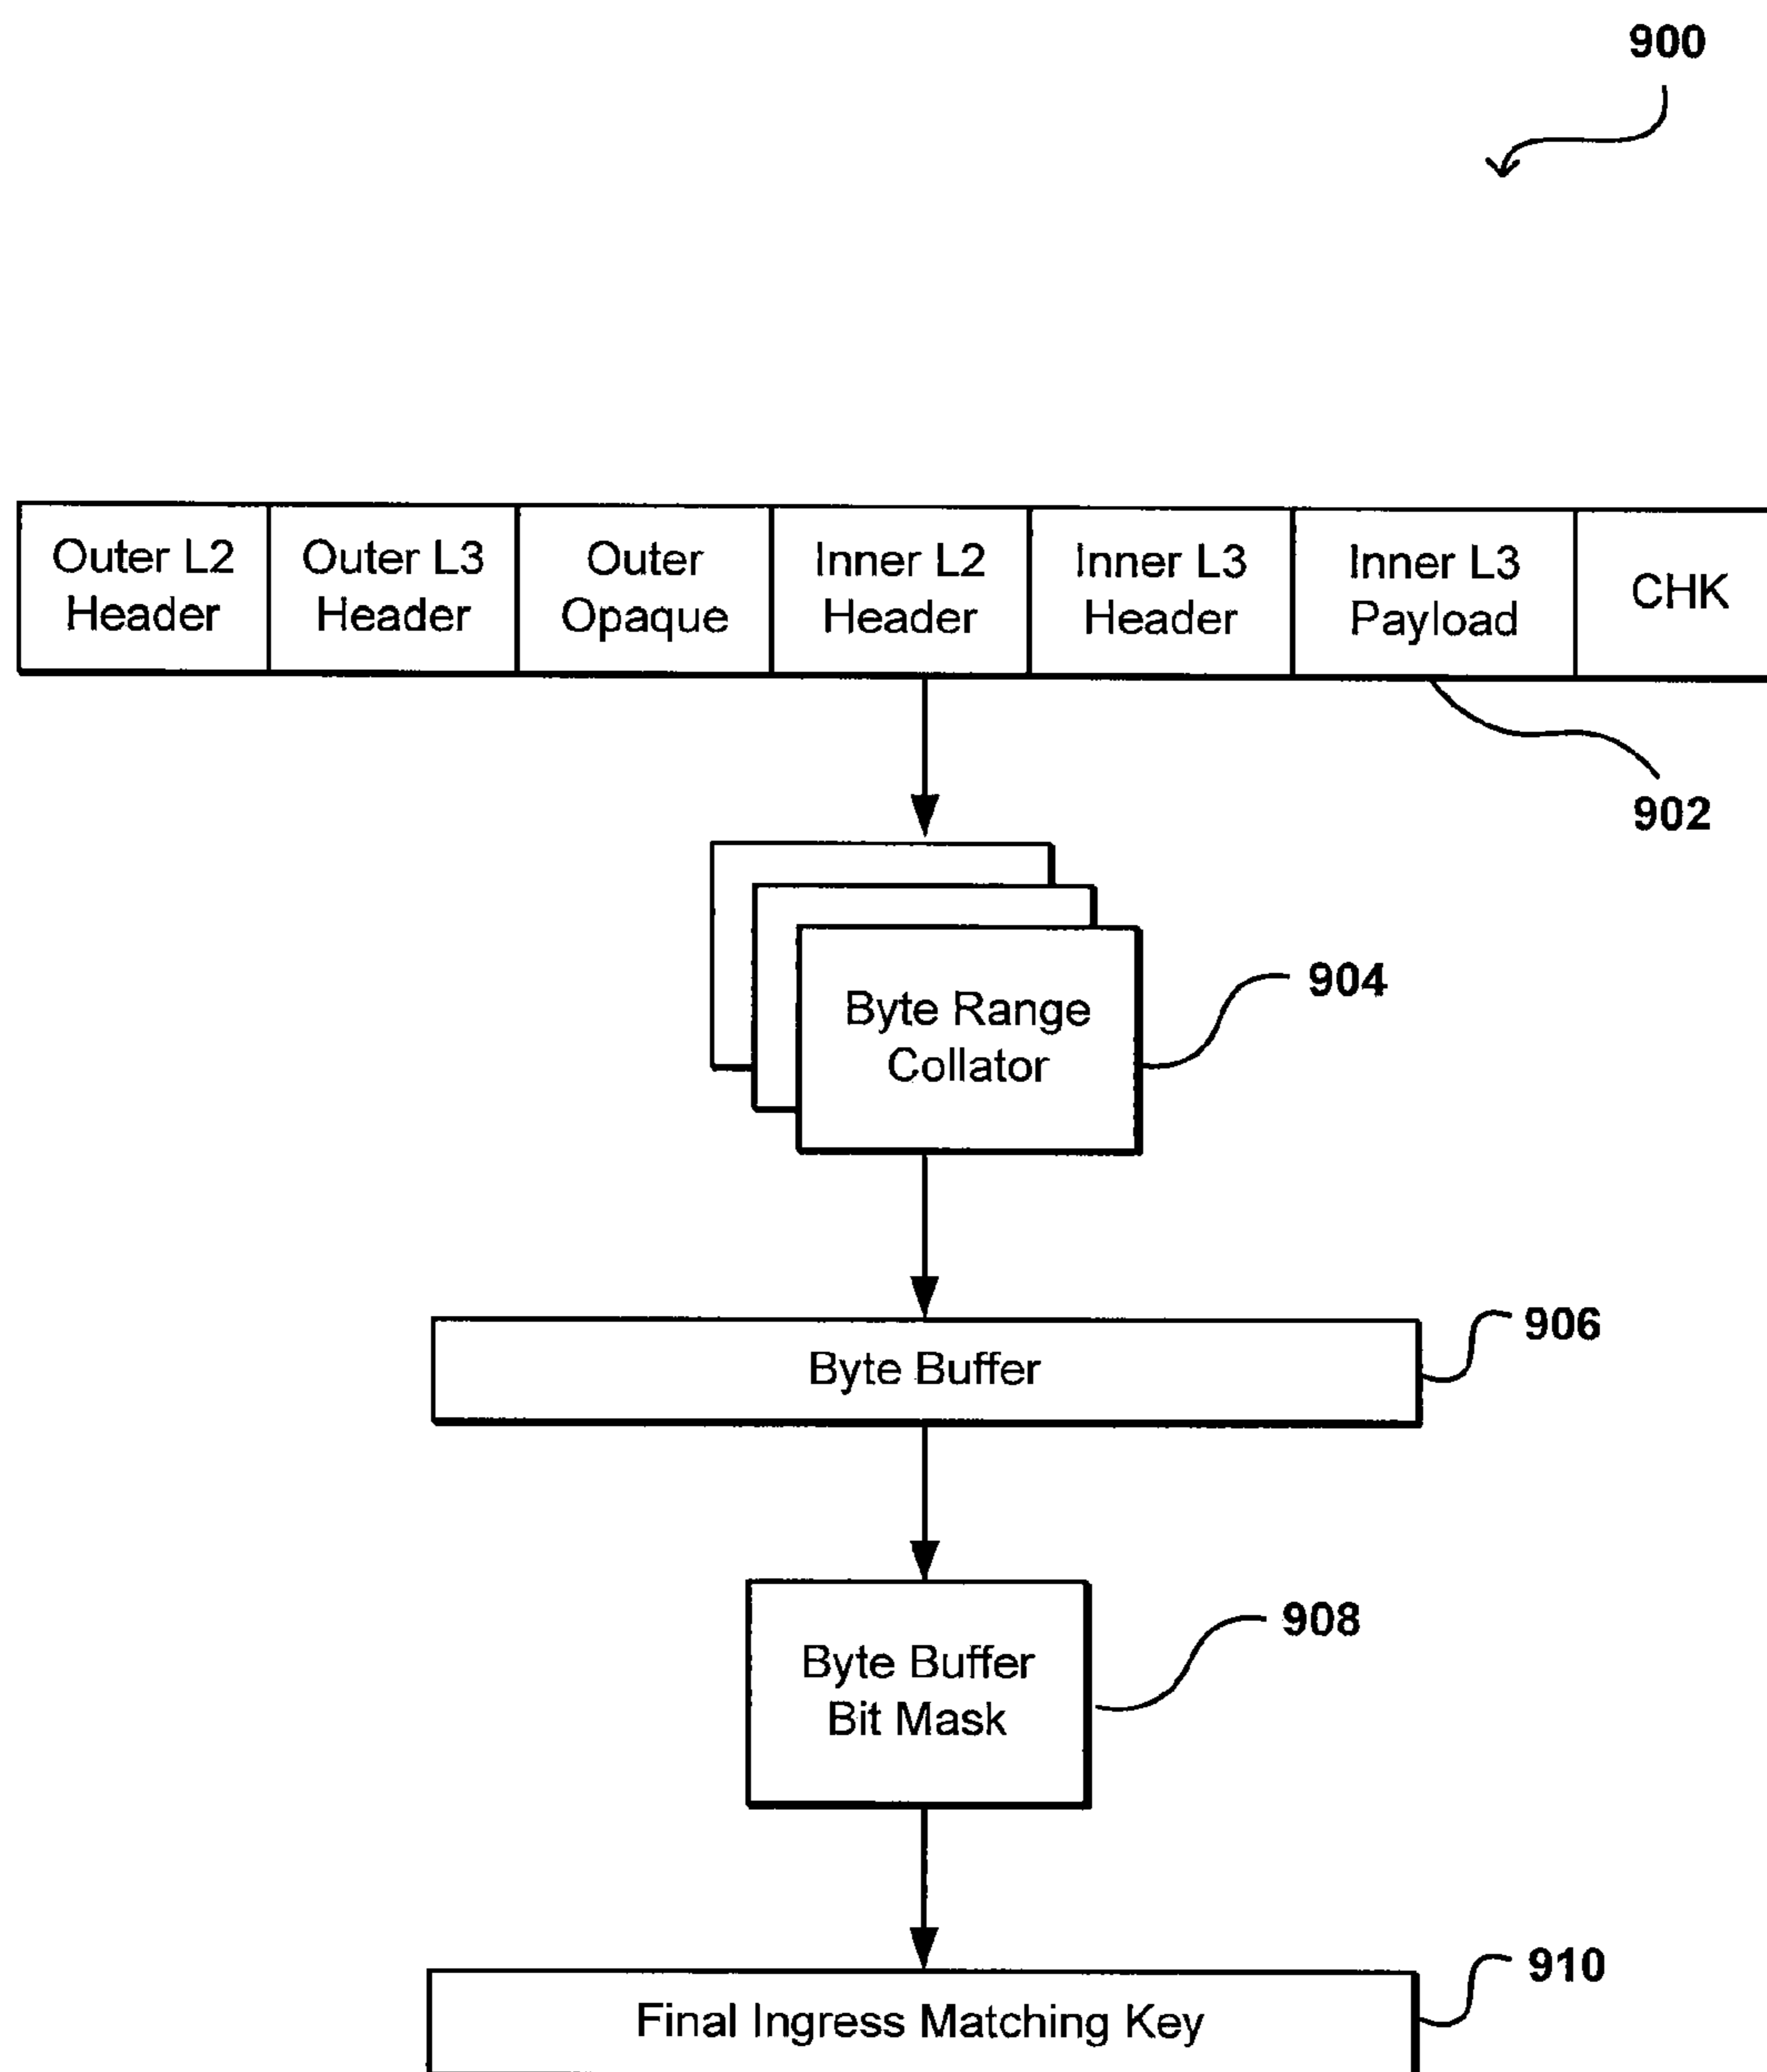 900
Outer L2
Header
Outer L3
Header
Outer
Opaque
Inner L2
Header
Inner L3
Header
Inner L3
Payload
CHK
902
Byte Range
Collator
904
Byte Buffer
906
Byte Buffer
Bit Mask
908
Final Ingress Matching Key
910